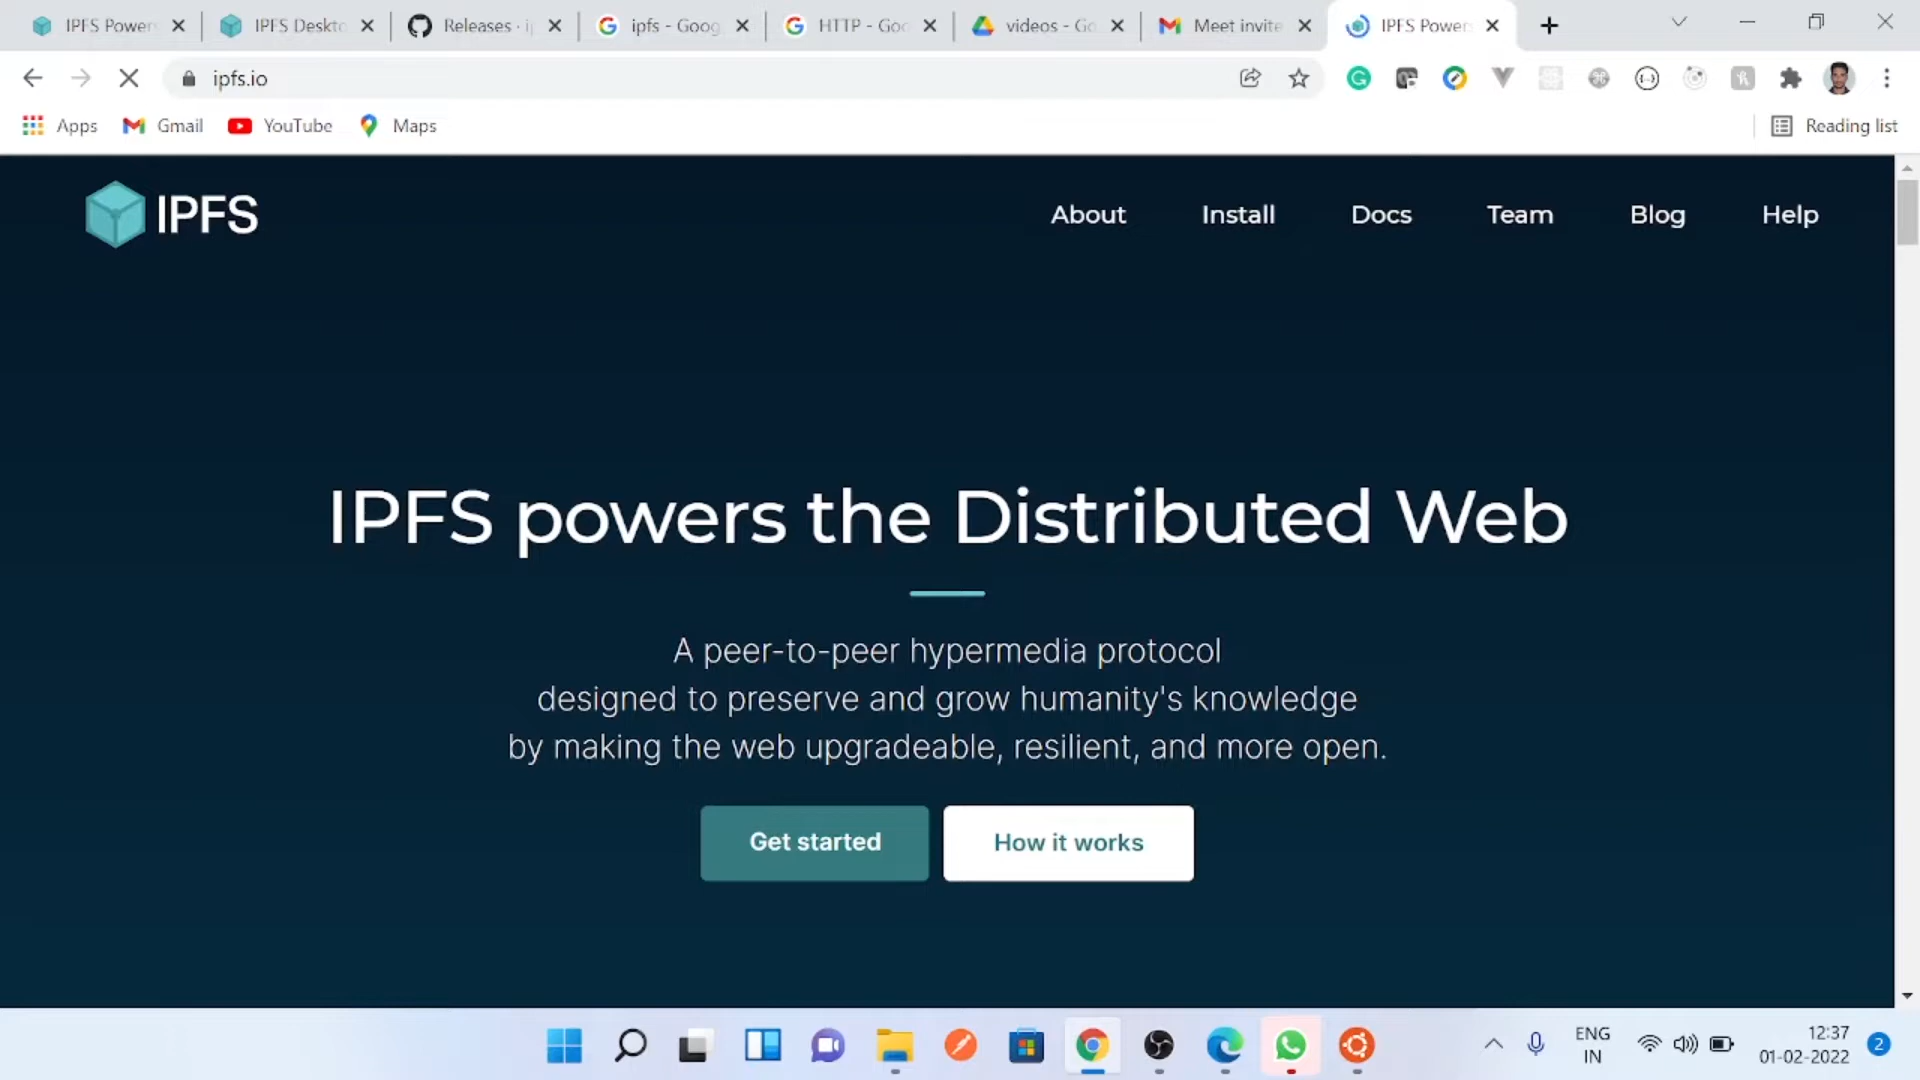 IPFS Power
IPFS Deskto
Releases · ip
ipfs - Goog
HTTP - Goo
videos - Go
Meet invite
IPFS Power
ipfs.io
Apps
Gmail
YouTube
Maps
Reading list
IPFS
About
Install
Docs
Team
Blog
Help
IPFS powers the Distributed Web
A peer-to-peer hypermedia protocol
designed to preserve and grow humanity's knowledge
by making the web upgradeable, resilient, and more open.
Get started
How it works
ENG
IN
12:37
01-02-2022
2